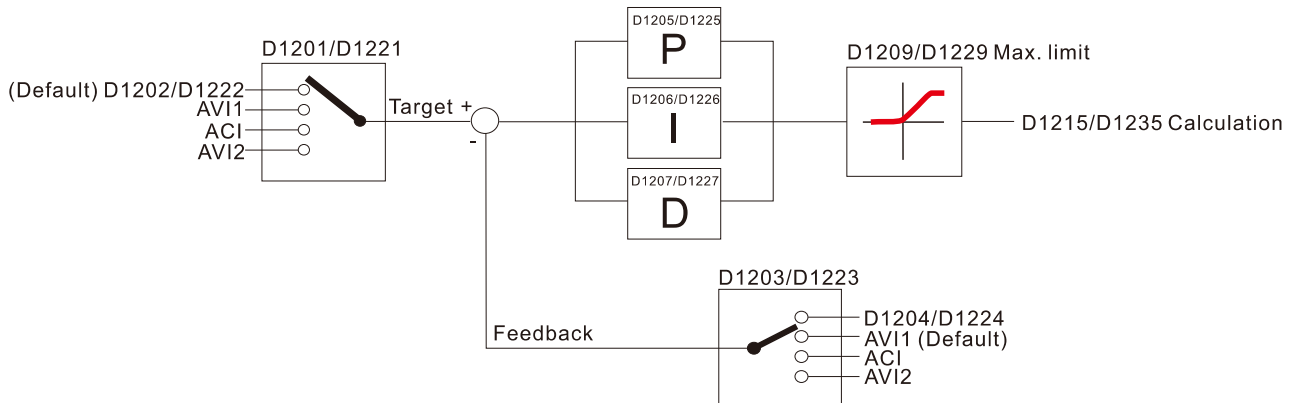 D1201/D1221
(Default) D1202/D1222
AVI1
ACI
AVI2
Target +
-
D1205/D1225
P
D1206/D1226
I
D1207/D1227
D
D1209/D1229 Max. limit
D1215/D1235 Calculation
D1203/D1223
Feedback
D1204/D1224
AVI1 (Default)
ACI
AVI2